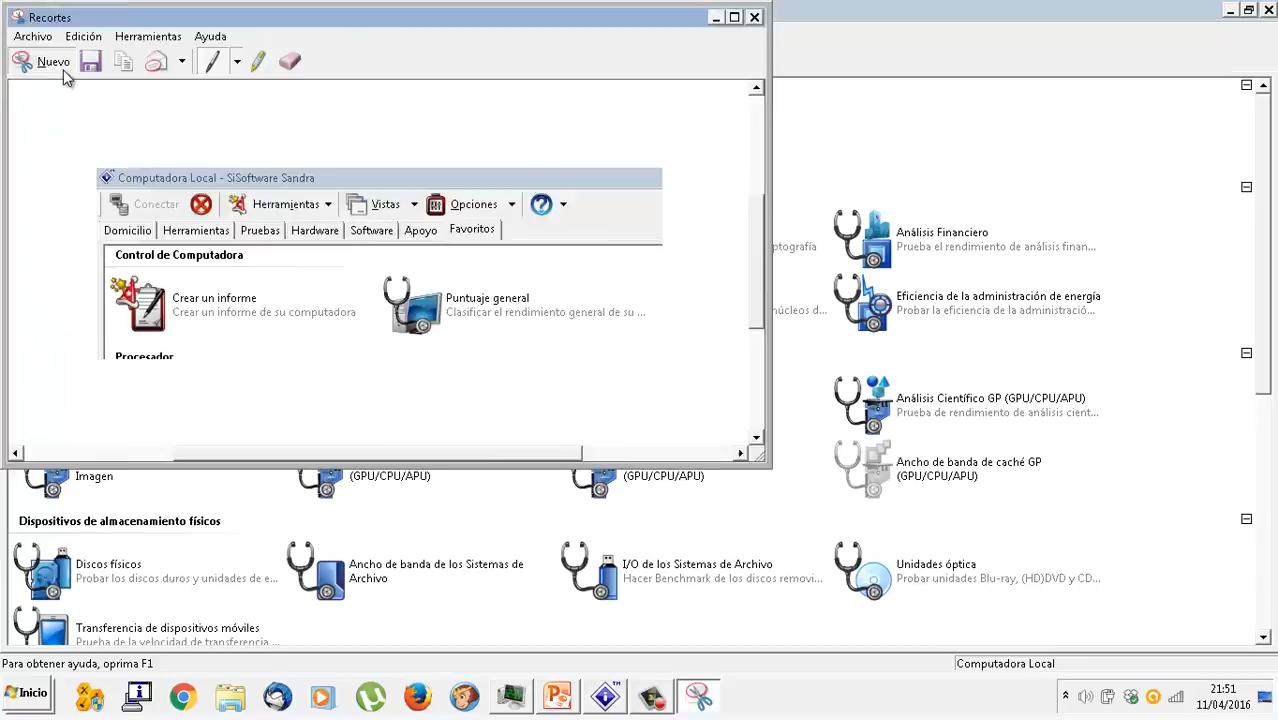 Recortes
Archivo Edición Herramientas Ayuda
Nuevo
Computadora Local - SiSoftware Sandra
Conectar Herramientas Vistas Opciones
Domicilio Herramientas Pruebas Hardware Software Apoyo Favoritos
Control de Computadora
Crear un informe
Crear un informe de su computadora
Puntuaje general
Clasificar el rendimiento general de su ...
Procesador
ptografía
Análisis Financiero
Prueba el rendimiento de análisis finan...
núcleos d...
Eficiencia de la administración de energía
Probar la eficiencia de la administració...
Análisis Científico GP (GPU/CPU/APU)
Prueba de rendimiento de análisis cient...
Imagen
(GPU/CPU/APU)
(GPU/CPU/APU)
Ancho de banda de caché GP
(GPU/CPU/APU)
Dispositivos de almacenamiento físicos
Discos físicos
Probar los discos duros y unidades de e...
Ancho de banda de los Sistemas de
Archivo
I/O de los Sistemas de Archivo
Hacer Benchmark de los discos removi...
Unidades óptica
Probar unidades Blu-ray, (HD)DVD y CD...
Transferencia de dispositivos móviles
Prueba de la velocidad de transferencia ...
Para obtener ayuda, oprima F1
Computadora Local
Inicio
21:51
11/04/2016